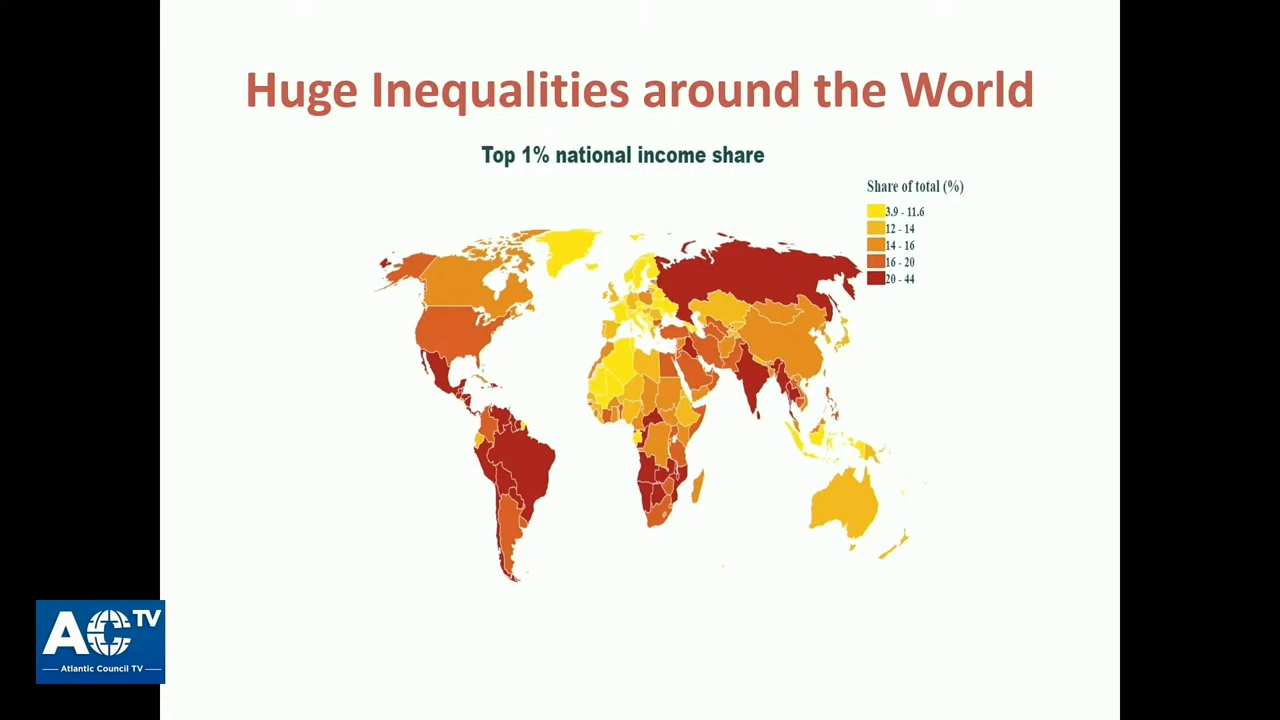 Huge Inequalities around the World
Top 1% national income share
Share of total (%)
3.9 - 11.6
12 - 14
14 - 16
16 - 20
20 - 44
AC TV
Atlantic Council TV